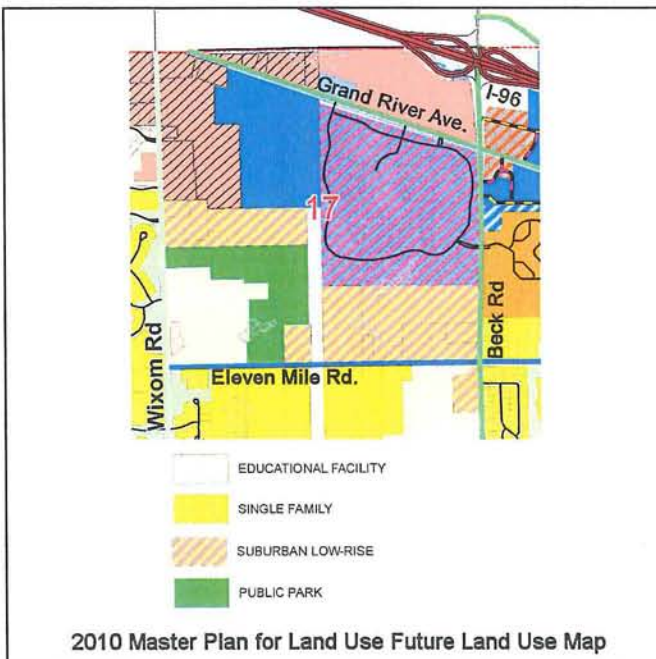 I-96
Grand River Ave.
17
Wixom Rd
Beck Rd
Eleven Mile Rd.
EDUCATIONAL FACILITY
SINGLE FAMILY
SUBURBAN LOW-RISE
PUBLIC PARK
2010 Master Plan for Land Use Future Land Use Map